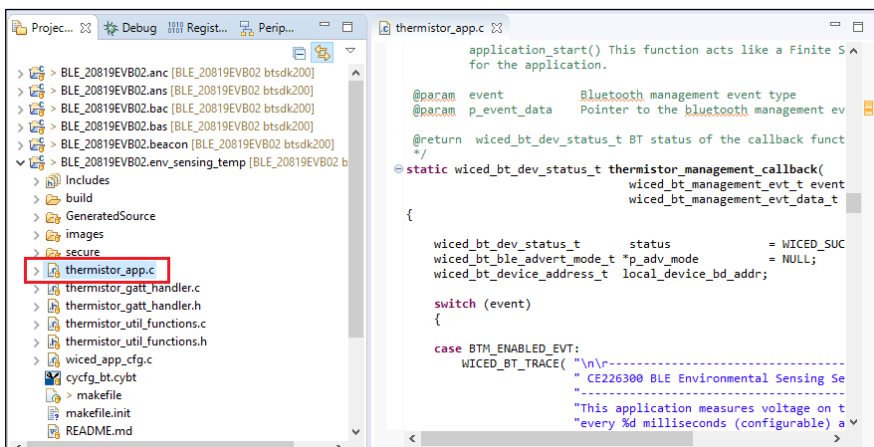 Projec...
Debug
Regist...
Perip...
> BLE_20819EVB02.anc [BLE_20819EVB02 btsdk200]
> BLE_20819EVB02.ans [BLE_20819EVB02 btsdk200]
> BLE_20819EVB02.bac [BLE_20819EVB02 btsdk200]
> BLE_20819EVB02.bas [BLE_20819EVB02 btsdk200]
> BLE_20819EVB02.beacon [BLE_20819EVB02 btsdk200]
> BLE_20819EVB02.env_sensing_temp [BLE_20819EVB02 b
Includes
build
GeneratedSource
images
secure
thermistor_app.c
thermistor_gatt_handler.c
thermistor_gatt_handler.h
thermistor_util_functions.c
thermistor_util_functions.h
wiced_app_cfg.c
cycfg_bt.cybt
> makefile
makefile.init
README.md
thermistor_app.c
application_start() This function acts like a Finite S
for the application.
@param event Bluetooth management event type
@param p_event_data Pointer to the bluetooth management ev
@return wiced_bt_dev_status_t BT status of the callback funct
*/
static wiced_bt_dev_status_t thermistor_management_callback(
wiced_bt_management_evt_t event
wiced_bt_management_evt_data_t
{
wiced_bt_dev_status_t status = WICED_SUC
wiced_bt_ble_advert_mode_t *p_adv_mode = NULL;
wiced_bt_device_address_t local_device_bd_addr;
switch (event)
{
case BTM_ENABLED_EVT:
WICED_BT_TRACE( "\n\r------------------------------------
" CE226300 BLE Environmental Sensing Se
"----------------------------------------
"This application measures voltage on t
"every %d milliseconds (configurable) a